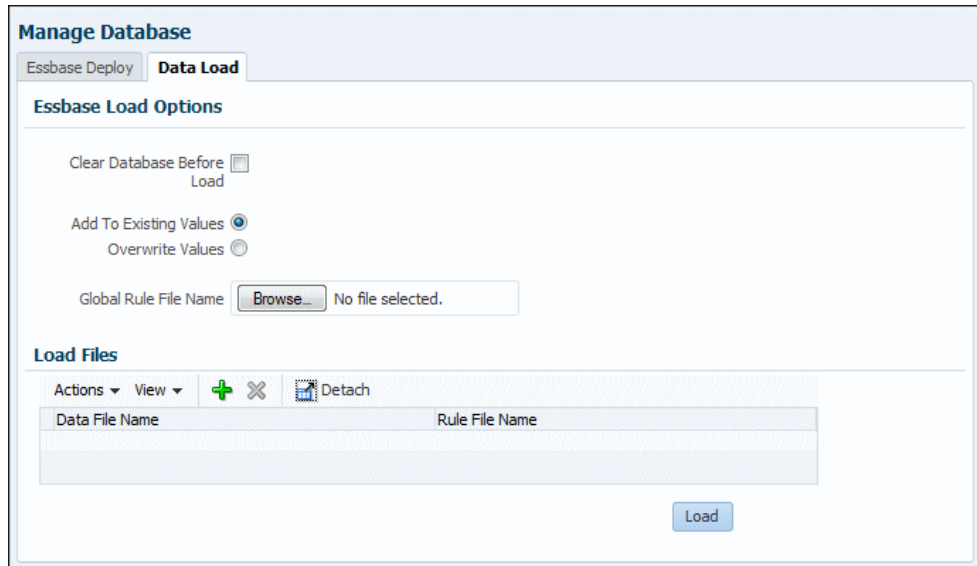 Manage Database
Essbase Deploy Data Load
Essbase Load Options
Clear Database Before
Load
Add To Existing Values
Overwrite Values
Global Rule File Name Browse... No file selected.
Load Files
Actions View Detach
Data File Name Rule File Name
Load